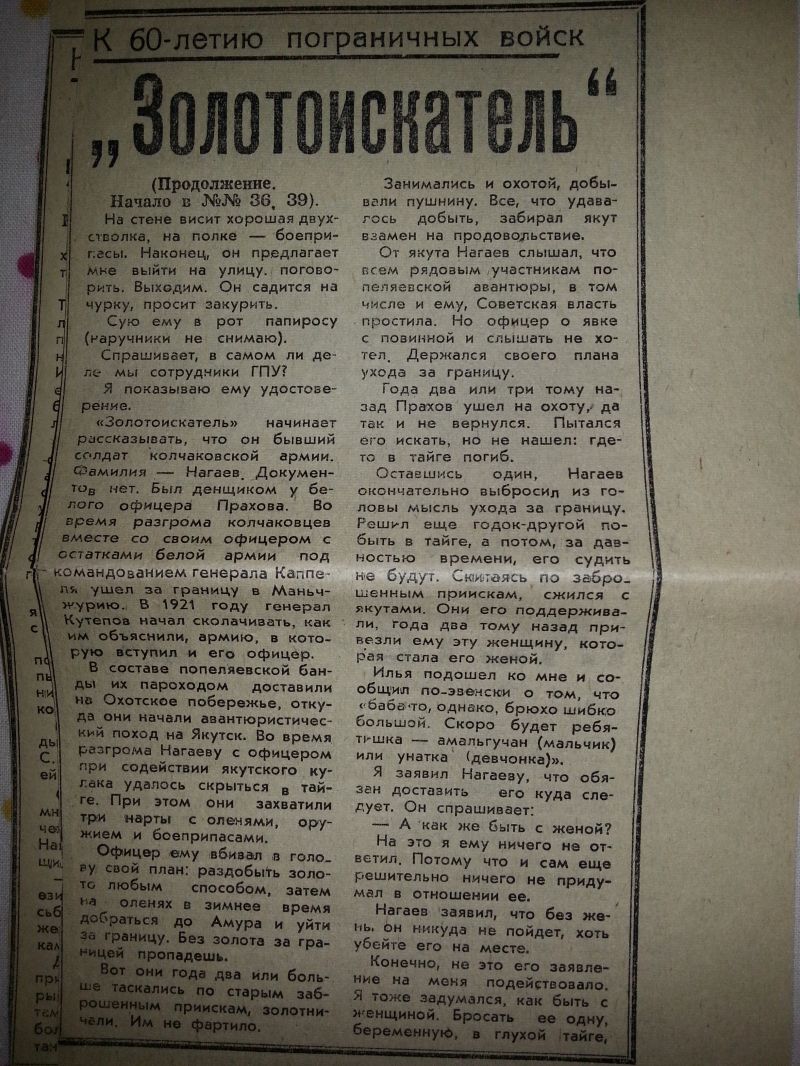 К 60-летию пограничных войск
„Золотоискатель“
(Продолжение.
Начало в №№ 36, 39).
На стене висит хорошая двух-
стволка, на полке — боепри-
пасы. Наконец, он предлагает
мне выйти на улицу. погово-
рить. Выходим. Он садится на
чурку, просит закурить.
Сую ему в рот папиросу
(наручники не снимаю).
Спрашивает, в самом ли де-
ле мы сотрудники ГПУ?
Я показываю ему удостове-
рение.
«Золотоискатель» начинает
рассказывать, что он бывший
солдат колчаковской армии.
Фамилия — Нагаев. Докумен-
тов нет. Был денщиком у бе-
лого офицера Прахова. Во
время разгрома колчаковцев
вместе со своим офицером с
остатками белой армии под
командованием генерала Каппе-
ля ушел за границу в Мань-
чжурию. В 1921 году генерал
Кутепов начал сколачивать, как
им объяснили, армию, в кото-
рую вступил и его офицер.
В составе попеляевской бан-
ды их пароходом доставили
на Охотское побережье, отку-
да они начали авантюристичес-
кий поход на Якутск. Во время
разгрома Нагаеву с офицером
при содействии якутского ку-
лака удалось скрыться в тай-
ге. При этом они захватили
три нарты с оленями, ору-
жием и боеприпасами.
Офицер ему вбивал в голо-
ву свой план: раздобыть золо-
то любым способом, затем
на оленях в зимнее время
добраться до Амура и уйти
за границу. Без золота за гра-
ницей пропадешь.
Вот они года два или боль-
ше таскались по старым заб-
рошенным приискам, золотни-
чали. Им не фартило.
Занимались и охотой, добы-
вали пушнину. Все, что удава-
лось добыть, забирал якут
взамен на продовольствие.
От якута Нагаев слышал, что
всем рядовым участникам по-
пеляевской авантюры, в том
числе и ему, Советская власть
простила. Но офицер о явке
с повинной и слышать не хо-
тел. Держался своего плана
ухода за границу.
Года два или три тому на-
зад Прахов ушел на охоту, да
так и не вернулся. Пытался
его искать, но не нашел: где-
то в тайге погиб.
Оставшись один, Нагаев
окончательно выбросил из го-
ловы мысль ухода за границу.
Решил еще годок-другой по-
быть в тайге, а потом, за дав-
ностью времени, его судить
не будут. Скитаясь по забро-
шенным приискам, сжился с
якутами. Они его поддержива-
ли, года два тому назад при-
везли ему эту женщину, кото-
рая стала его женой.
Илья подошел ко мне и со-
общил по-эвенски о том, что
«баба-то, однако, брюхо шибко
большой. Скоро будет ребя-
тишка — амальгучан (мальчик)
или унатка (девчонка)».
Я заявил Нагаеву, что обя-
зан доставить его куда сле-
дует. Он спрашивает:
— А как же быть с женой?
На это я ему ничего не от-
ветил. Потому что и сам еще
решительно ничего не приду-
мал в отношении ее.
Нагаев заявил, что без же-
ны он никуда не пойдет, хоть
убейте его на месте.
Конечно, не это его заявле-
ние на меня подействовало.
Я тоже задумался, как быть с
женщиной. Бросать ее одну,
беременную, в глухой тайге,